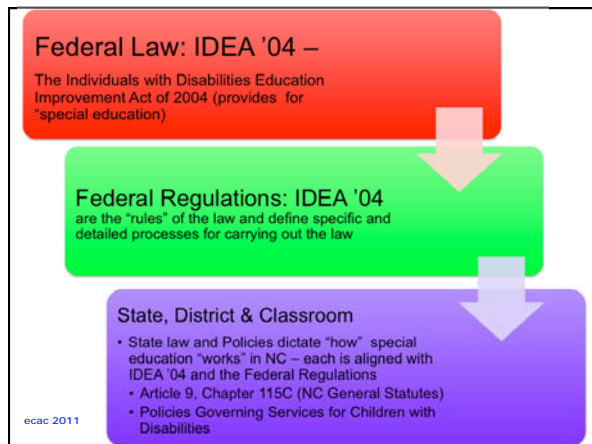 Federal Law: IDEA ’04 –
The Individuals with Disabilities Education
Improvement Act of 2004 (provides for
“special education)
Federal Regulations: IDEA ’04
are the “rules” of the law and define specific and
detailed processes for carrying out the law
State, District & Classroom
• State law and Policies dictate “how” special
education “works” in NC – each is aligned with
IDEA ’04 and the Federal Regulations
• Article 9, Chapter 115C (NC General Statutes)
• Policies Governing Services for Children with
Disabilities
ecac 2011